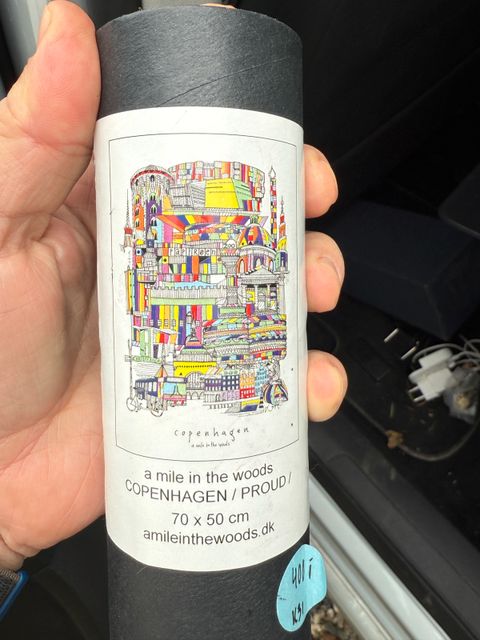 copenhagen
a mile in the woods
a mile in the woods
COPENHAGEN / PROUD /
70 x 50 cm
amileinthewoods.dk